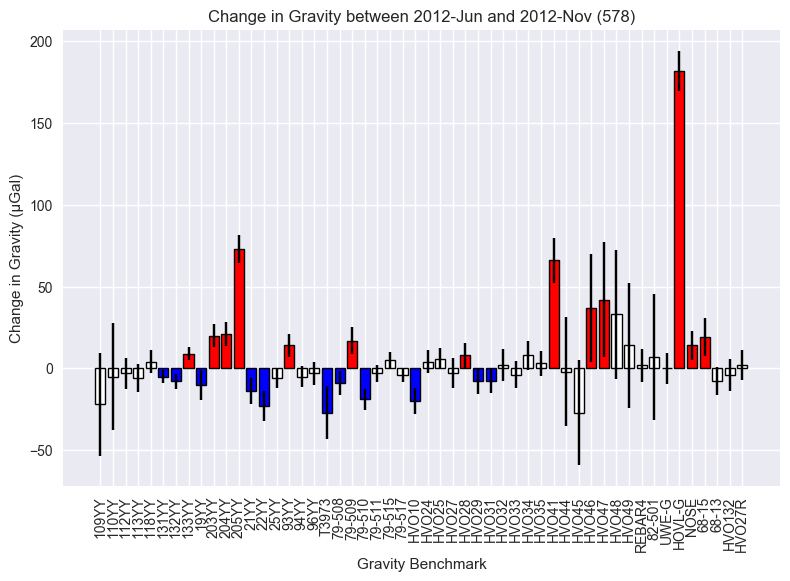 Change in Gravity between 2012-Jun and 2012-Nov (578)
Change in Gravity (µGal)
200
150
100
50
0
−50
109YY
110YY
112YY
113YY
118YY
131YY
132YY
133YY
19YY
203YY
204YY
205YY
21YY
22YY
25YY
93YY
94YY
96YY
T3973
79-508
79-509
79-510
79-511
79-515
79-517
HVO10
HVO24
HVO25
HVO27
HVO28
HVO29
HVO31
HVO32
HVO33
HVO34
HVO35
HVO41
HVO44
HVO45
HVO46
HVO47
HVO48
HVO49
REBAR4
82-501
UWE-G
HOVL-G
NOSE
68-15
68-13
HVO132
HVO27R
Gravity Benchmark